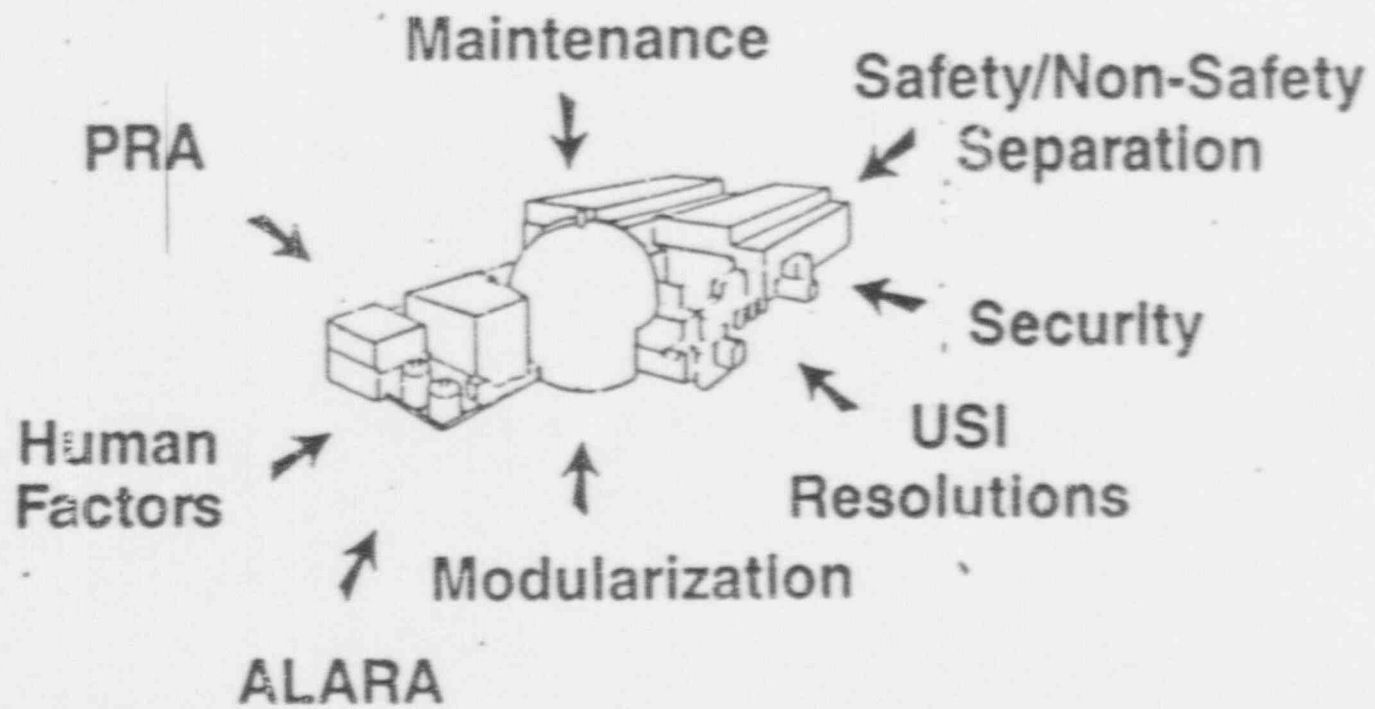 Maintenance
Safety/Non-Safety
Separation
PRA
Security
Human
Factors
USI
Resolutions
Modularization
ALARA